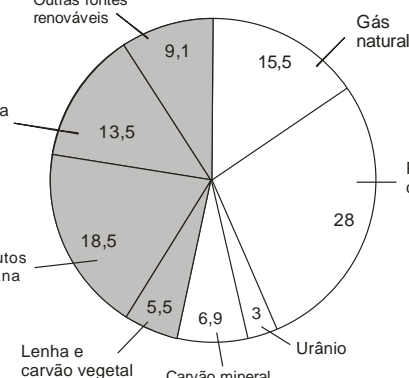 Outras fontes
renováveis
Gás
natural
9,1
15,5
13,5
28
18,5
5,5
6,9
3
Urânio
Lenha e
carvão vegetal
Carvão mineral